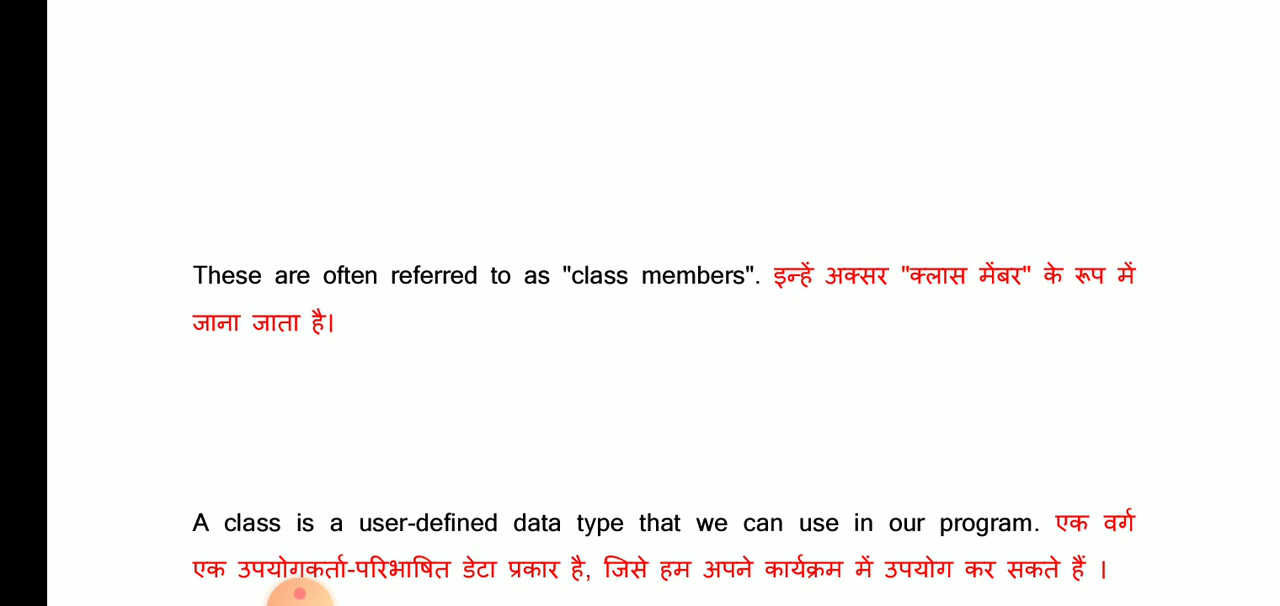 These are often referred to as "class members". इन्हें अक्सर "क्लास मेंबर" के रूप में
जाना जाता है।
A class is a user-defined data type that we can use in our program. एक वर्ग
एक उपयोगकर्ता-परिभाषित डेटा प्रकार है, जिसे हम अपने कार्यक्रम में उपयोग कर सकते हैं ।